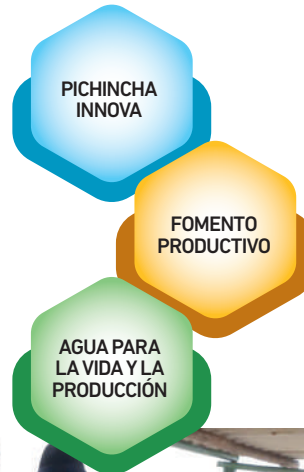 PICHINCHA
INNOVA
FOMENTO
PRODUCTIVO
AGUA PARA
LA VIDA Y LA
PRODUCCIÓN